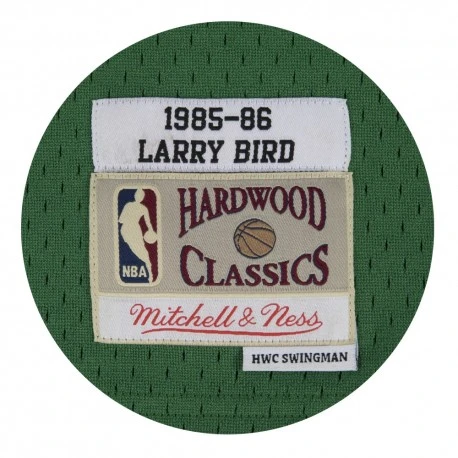 1985-86
LARRY BIRD
HARDWOOD
CLASSICS
NBA
Mitchell & Ness
HWC SWINGMAN